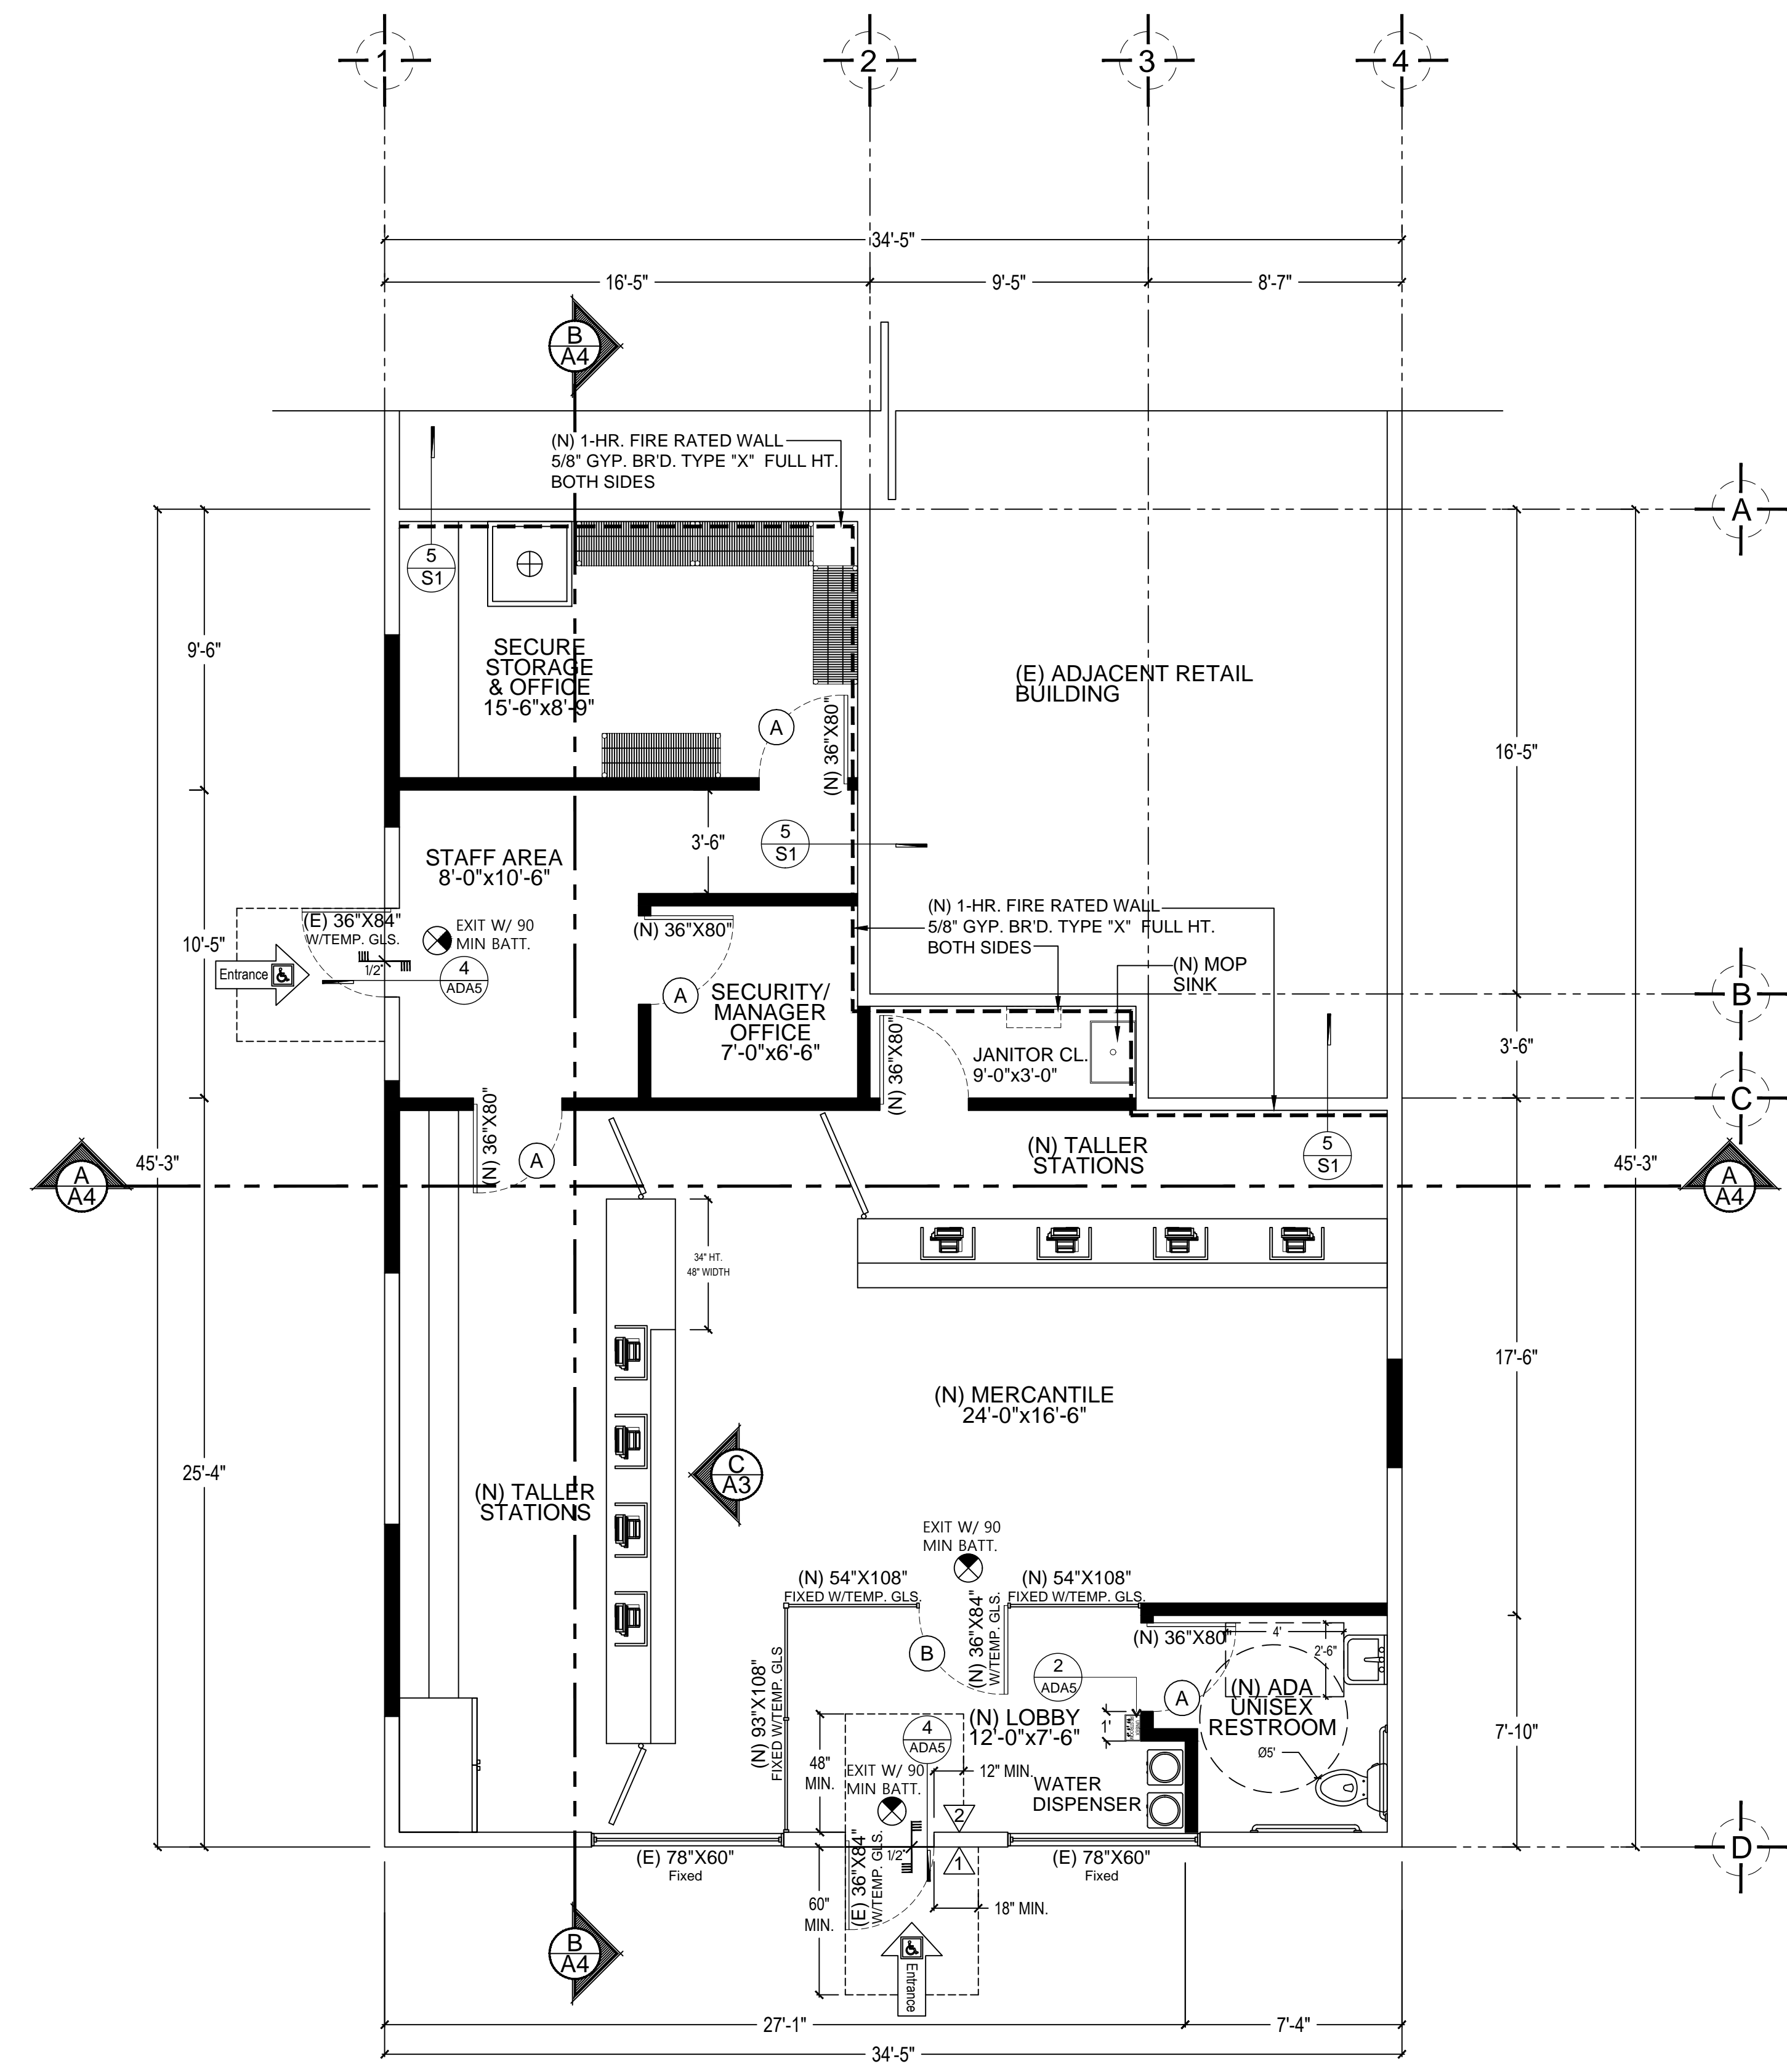 1
2
3
4
34'-5"
16'-5"
9'-5"
8'-7"
B
A4
(N) 1-HR. FIRE RATED WALL
5/8" GYP. BR'D. TYPE "X" FULL HT.
BOTH SIDES
A
5
S1
9'-6"
SECURE
STORAGE
& OFFICE
15'-6"x8'-9"
(E) ADJACENT RETAIL
BUILDING
A
(N) 36"X80"
16'-5"
3'-6"
5
S1
STAFF AREA
8'-0"x10'-6"
(N) 1-HR. FIRE RATED WALL
5/8" GYP. BR'D. TYPE "X" FULL HT.
BOTH SIDES
(E) 36"X84"
W/TEMP. GLS.
EXIT W/ 90
MIN BATT.
(N) 36"X80"
10'-5"
1/2"
Entrance
4
ADA5
(N) MOP
SINK
A
SECURITY/
MANAGER
OFFICE
7'-0"x6'-6"
B
(N) 36"X80"
JANITOR CL.
9'-0"x3'-0"
3'-6"
C
(N) 36"X80"
A
(N) TALLER
STATIONS
5
S1
45'-3"
45'-3"
A
A4
A
A4
34" HT.
48" WIDTH
17'-6"
(N) MERCANTILE
24'-0"x16'-6"
25'-4"
C
A3
(N) TALLER
STATIONS
EXIT W/ 90
MIN BATT.
(N) 54"X108"
FIXED W/TEMP. GLS.
(N) 54"X108"
FIXED W/TEMP. GLS.
(N) 36"X84"
W/TEMP. GLS.
(N) 36"X80"
4'
2'-6"
B
(N) 93"X108"
FIXED W/TEMP. GLS
2
ADA5
A
(N) ADA
UNISEX
RESTROOM
(N) LOBBY
12'-0"x7'-6"
1'
4
ADA5
7'-10"
Ø5'
48"
MIN.
EXIT W/ 90
MIN BATT.
12" MIN.
WATER
DISPENSER
2
1
D
(E) 78"X60"
Fixed
(E) 36"X84"
W/TEMP. GLS.
1/2"
(E) 78"X60"
Fixed
60"
MIN.
18" MIN.
B
A4
Entrance
27'-1"
7'-4"
34'-5"